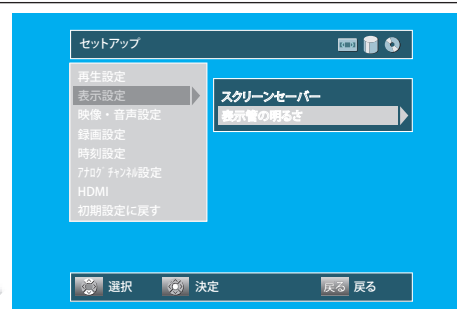 セットアップ
再生設定
表示設定
映像・音声設定
録画設定
時刻設定
ｱﾅﾛｸﾞﾁｬﾝﾈﾙ設定
HDMI
初期設定に戻す
スクリーンセーバー
表示管の明るさ
選択 決定 戻る 戻る